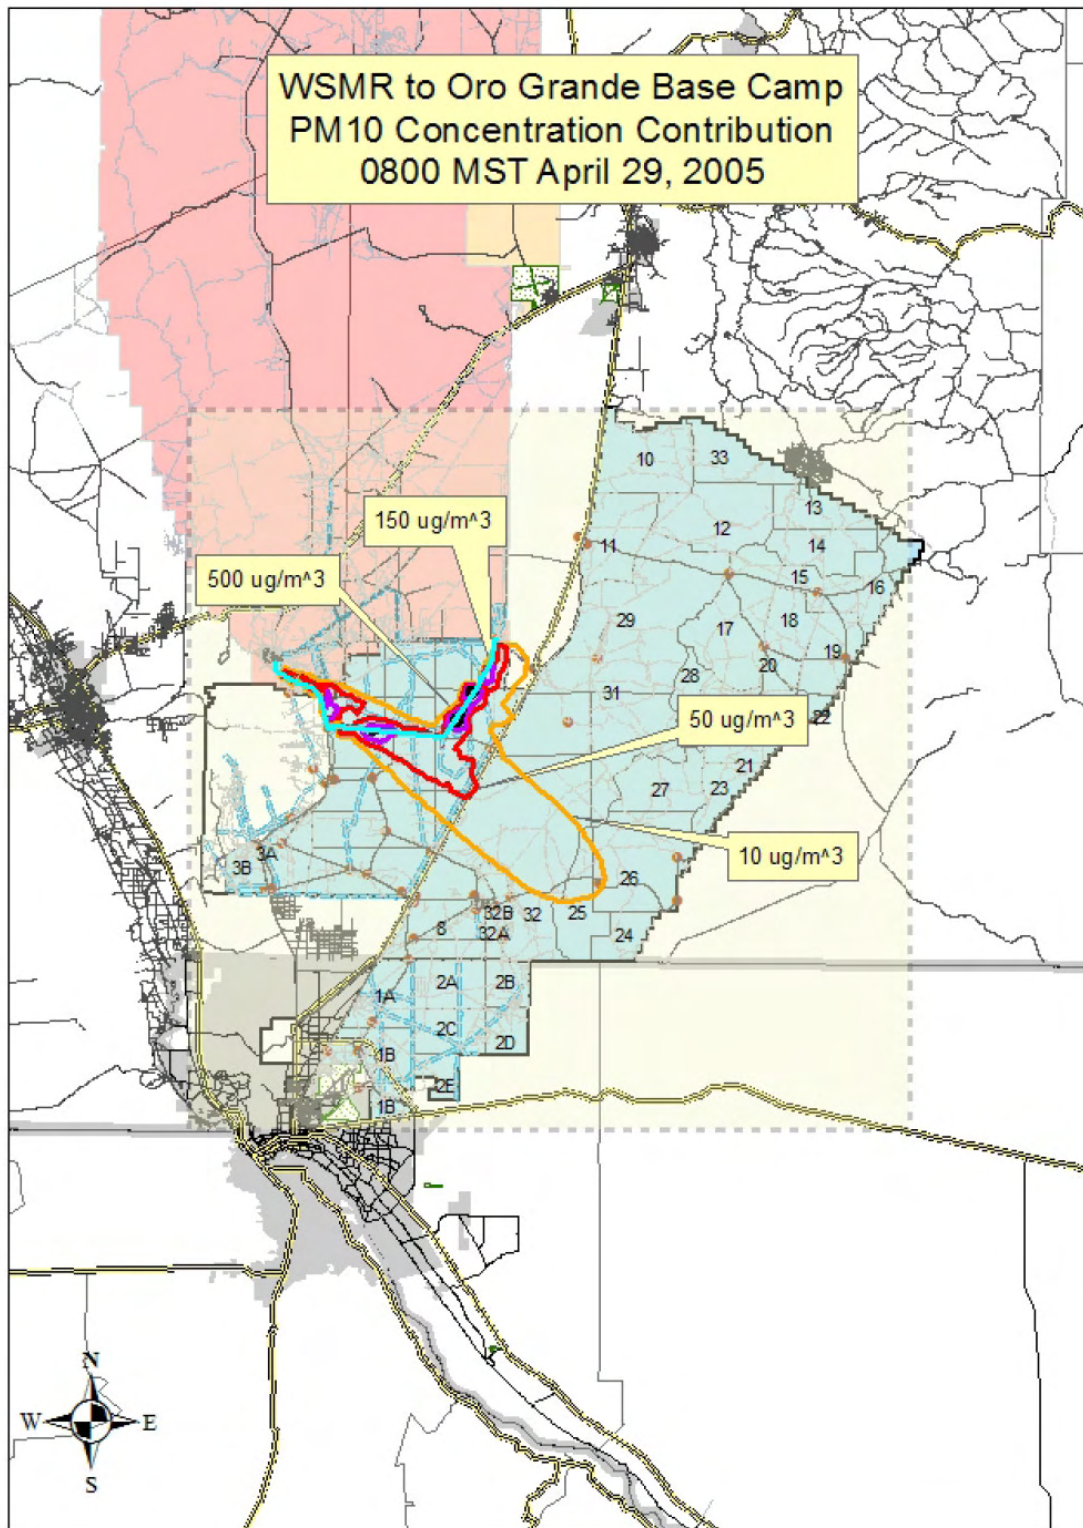 WSMR to Oro Grande Base Camp
PM10 Concentration Contribution
0800 MST April 29, 2005
10
33
150 ug/m^3
13
12
14
11
500 ug/m^3
15
16
29
18
17
20
19
28
31
50 ug/m^3
22
21
27
23
10 ug/m^3
3A
3B
26
32B
32
25
8
32A
24
2A
2B
1A
2C
2D
1B
2E
1B
N
W
E
S